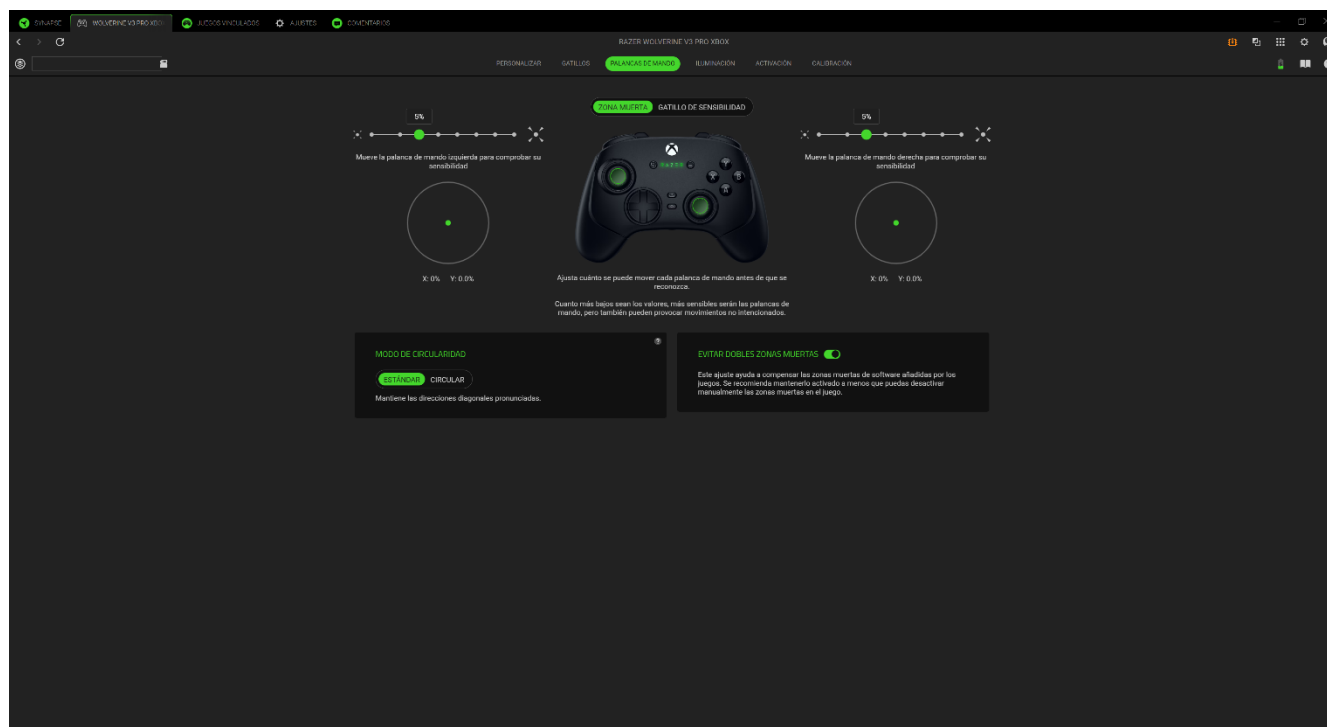 SYNAPSE
WOLVERINE V3 PRO XBO
JUEGOS VINCULADOS
AJUSTES
COMENTARIOS
RAZER WOLVERINE V3 PRO XBOX
PERSONALIZAR
GATILLOS
PALANCAS DE MANDO
ILUMINACIÓN
ACTIVACIÓN
CALIBRACIÓN
ZONA MUERTA
GATILLO DE SENSIBILIDAD
5%
Mueve la palanca de mando izquierda para comprobar su
sensibilidad
X: 0% Y: 0.0%
RAZER
Y
X
B
A
Ajusta cuánto se puede mover cada palanca de mando antes de que se
reconozca.
Cuanto más bajos sean los valores, más sensibles serán las palancas de
mando, pero también pueden provocar movimientos no intencionados.
5%
Mueve la palanca de mando derecha para comprobar su
sensibilidad
X: 0% Y: 0.0%
MODO DE CIRCULARIDAD
?
ESTÁNDAR
CIRCULAR
Mantiene las direcciones diagonales pronunciadas.
EVITAR DOBLES ZONAS MUERTAS
Este ajuste ayuda a compensar las zonas muertas de software añadidas por los
juegos. Se recomienda mantenerlo activado a menos que puedas desactivar
manualmente las zonas muertas en el juego.